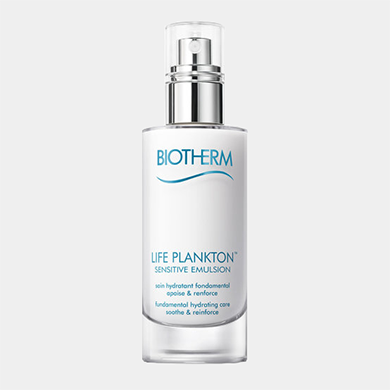 BIOTHERM
LIFE PLANKTON™
SENSITIVE EMULSION
soin hydratant fondamental
apaise & renforce
fundamental hydrating care
soothe & reinforce